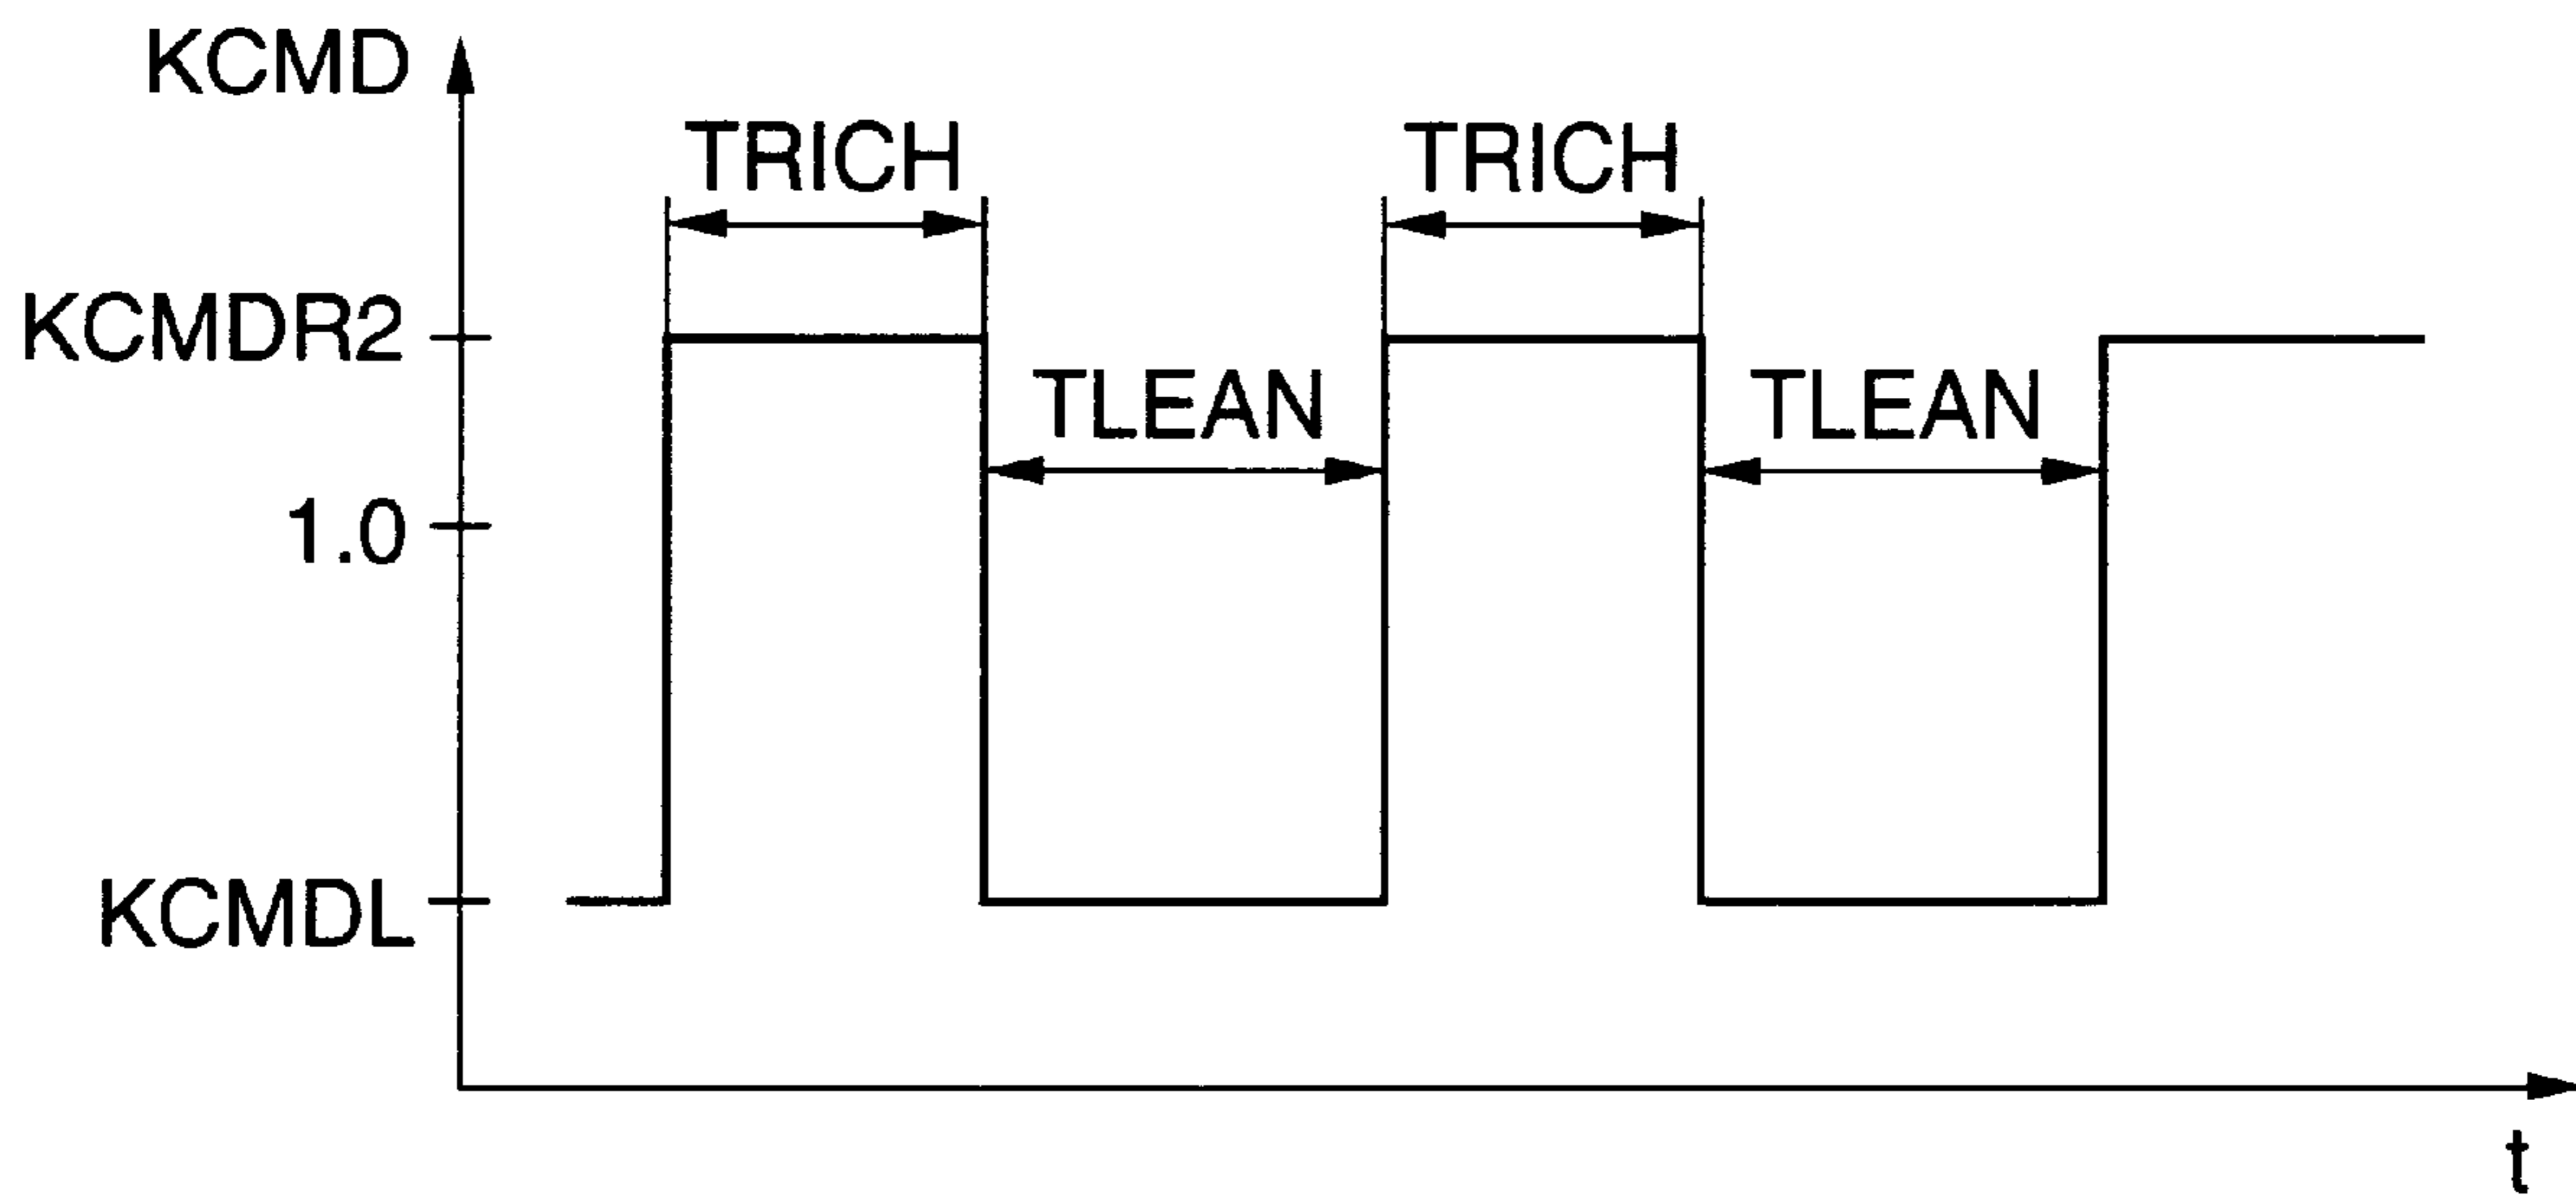 KCMD
TRICH TRICH
KCMDR2
TLEAN TLEAN
1.0
KCMDL
t